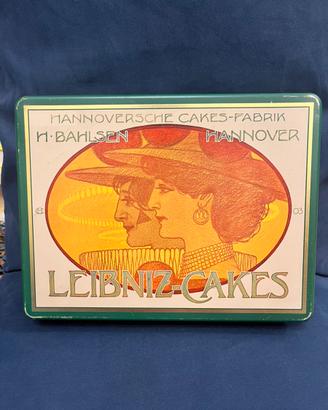 HANNOVERSCHE CAKES-FABRIK
H·BAHLSEN HANNOVER
LEIBNIZ-CAKES